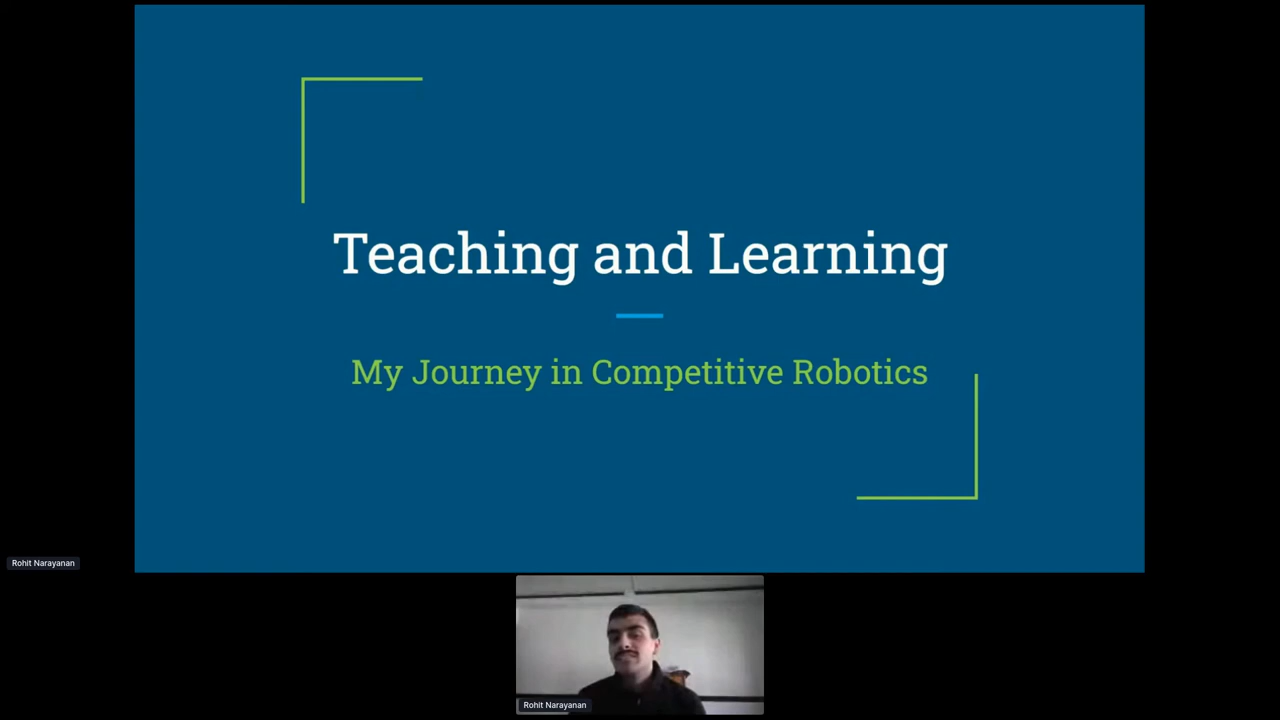 Teaching and Learning
My Journey in Competitive Robotics
Rohit Narayanan
Rohit Narayanan